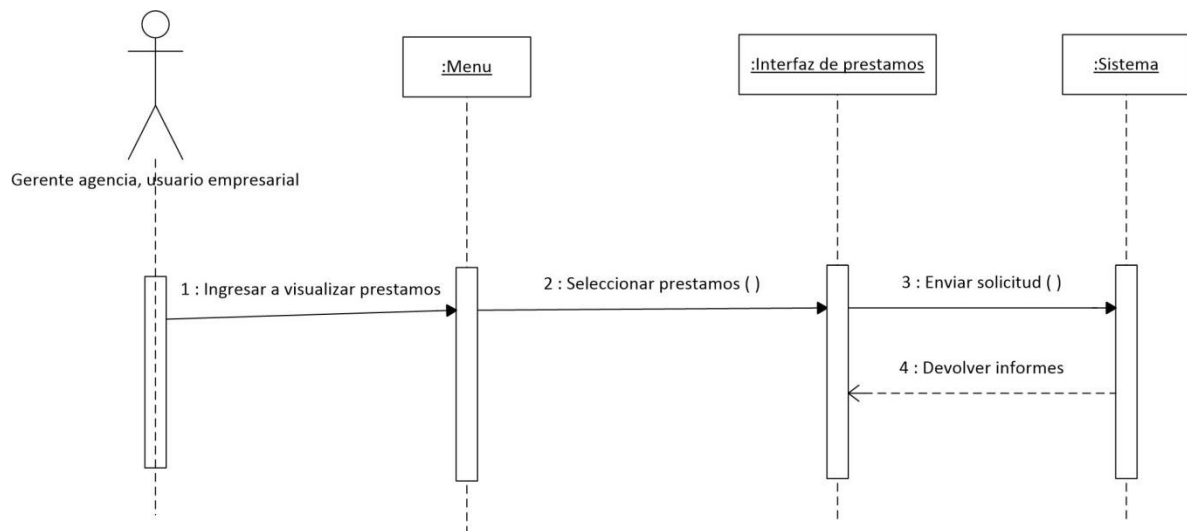 :Menu
:Interfaz de prestamos
:Sistema
Gerente agencia, usuario empresarial
1 : Ingresar a visualizar prestamos
2 : Seleccionar prestamos ( )
3 : Enviar solicitud ( )
4 : Devolver informes